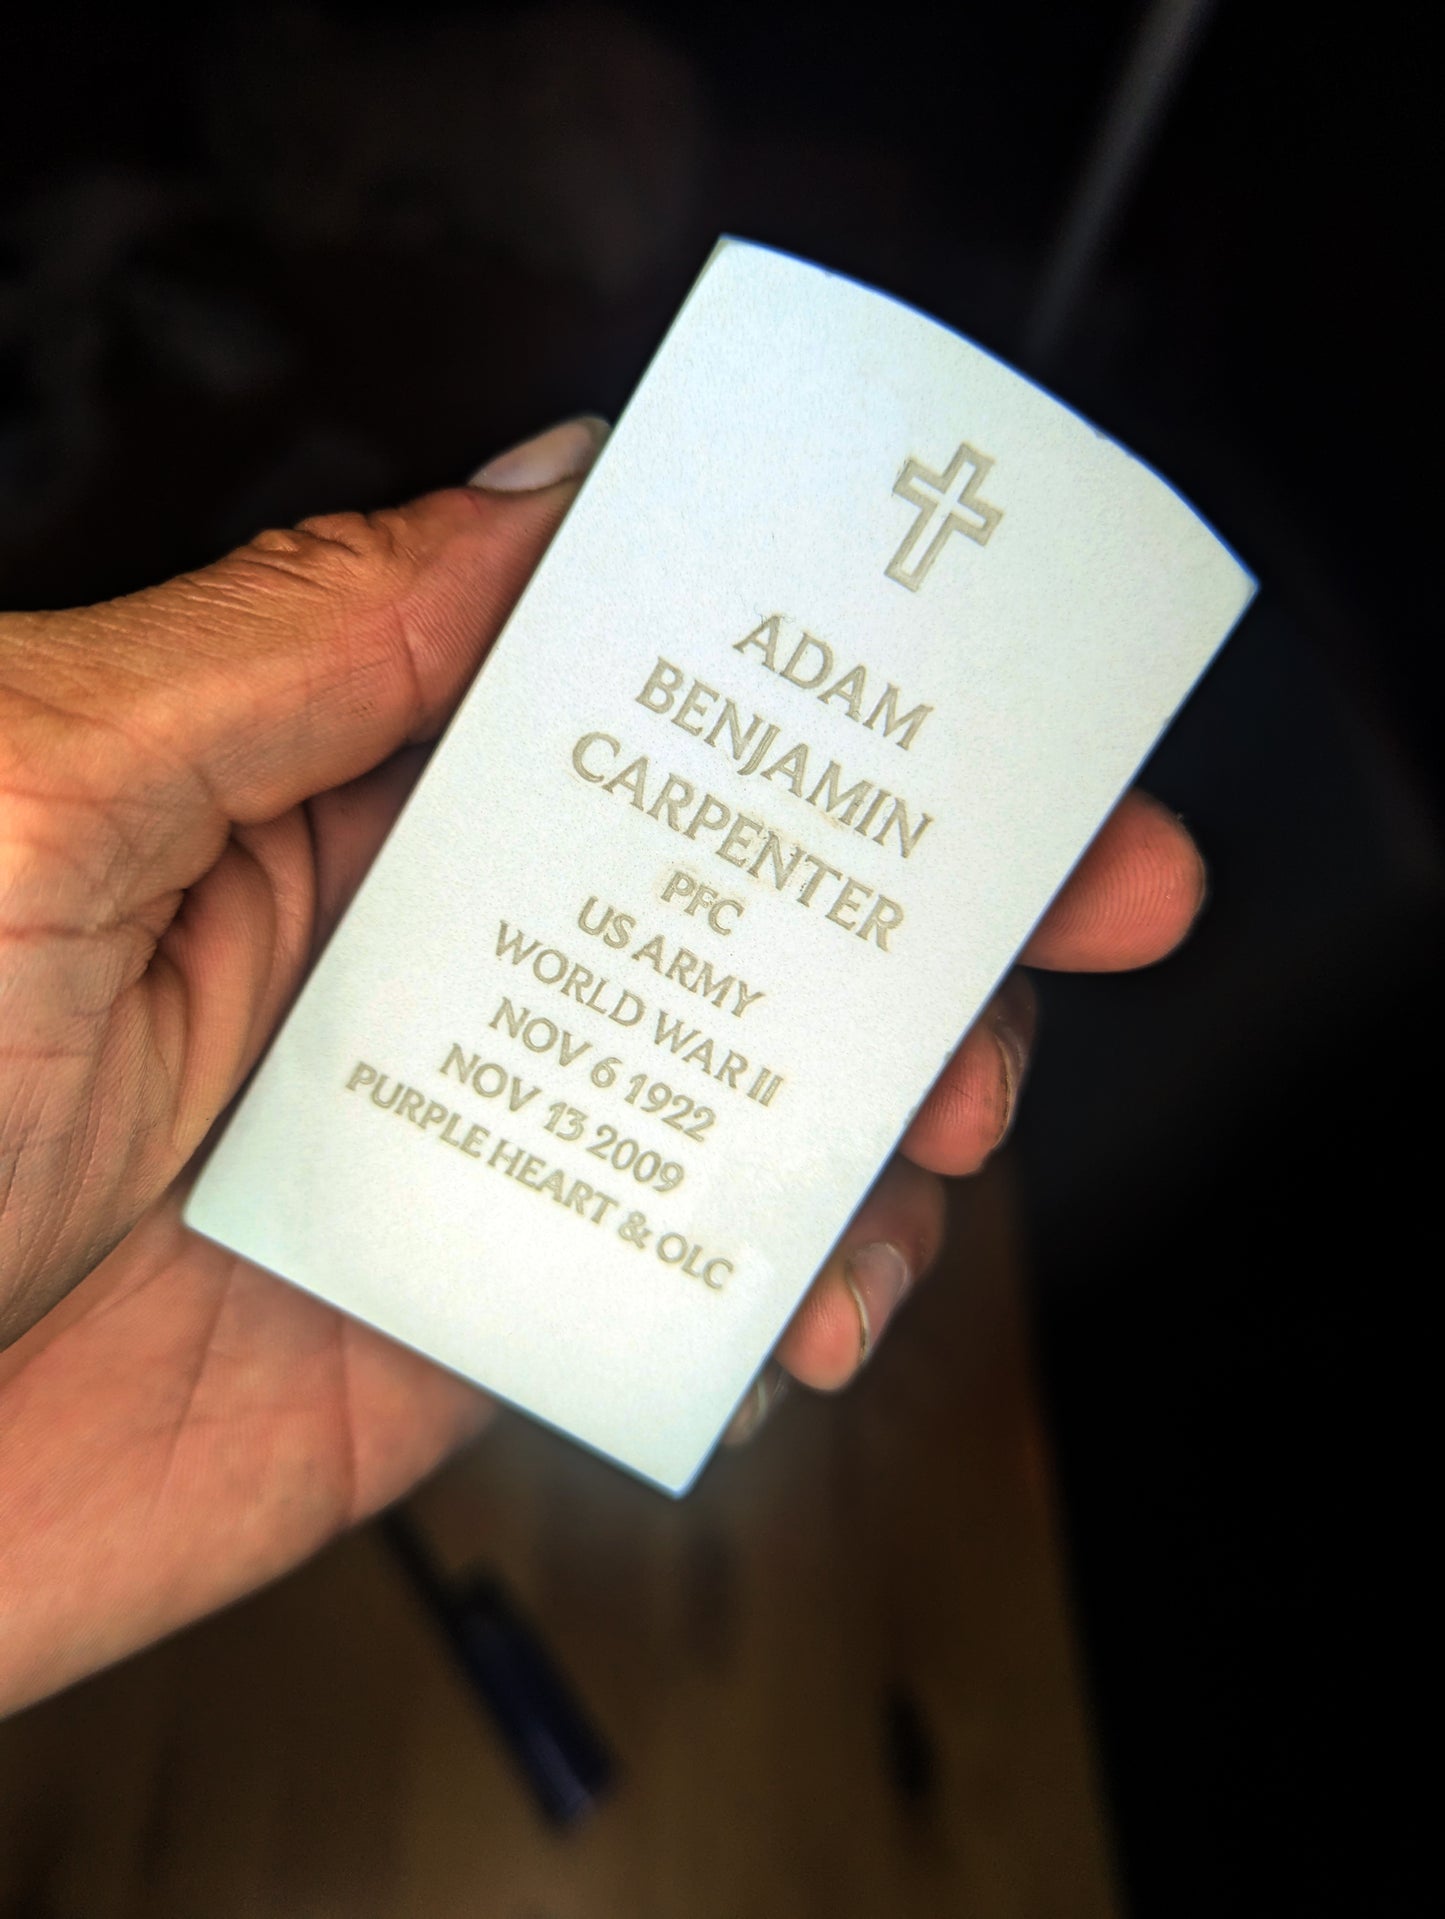 ADAM
BENJAMIN
CARPENTER
PFC
US ARMY
WORLD WAR II
NOV 6 1922
NOV 13 2009
PURPLE HEART & OLC